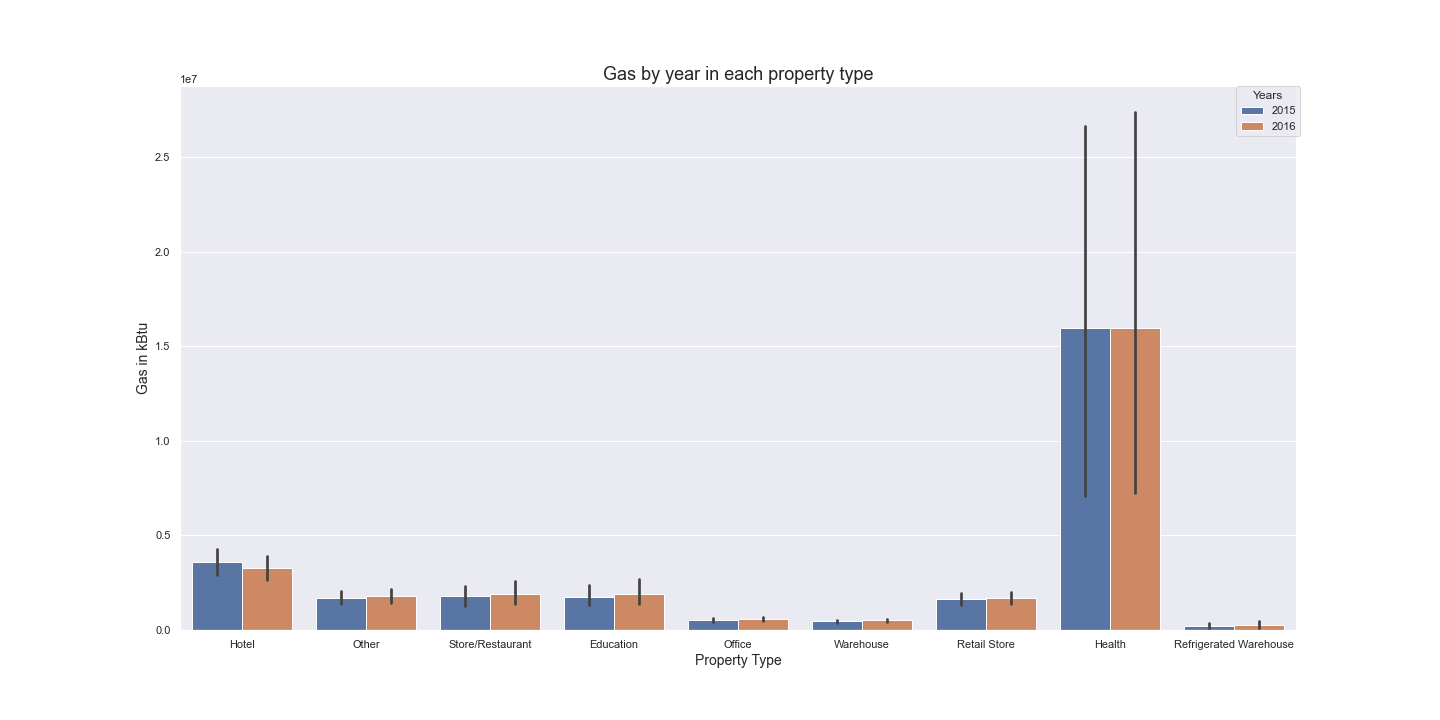 Gas by year in each property type
1e7
Years
2015
2016
2.5
2.0
1.5
1.0
0.5
0.0
Gas in kBtu
Hotel
Other
Store/Restaurant
Education
Office
Warehouse
Retail Store
Health
Refrigerated Warehouse
Property Type